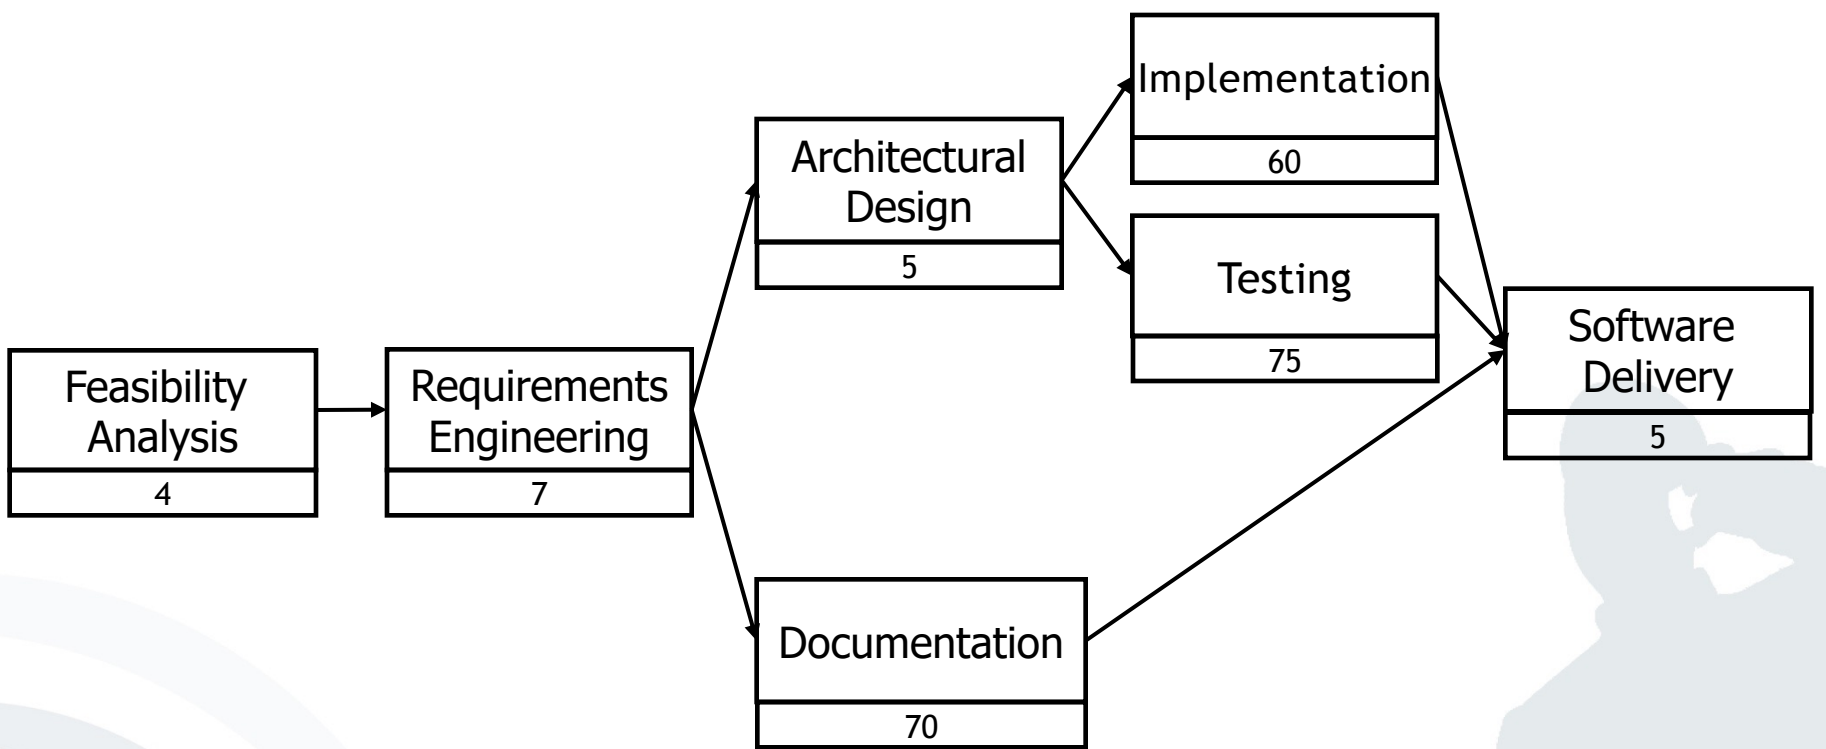 Feasibility
Analysis
4
Requirements
Engineering
7
Architectural
Design
5
Documentation
70
Implementation
60
Testing
75
Software
Delivery
5